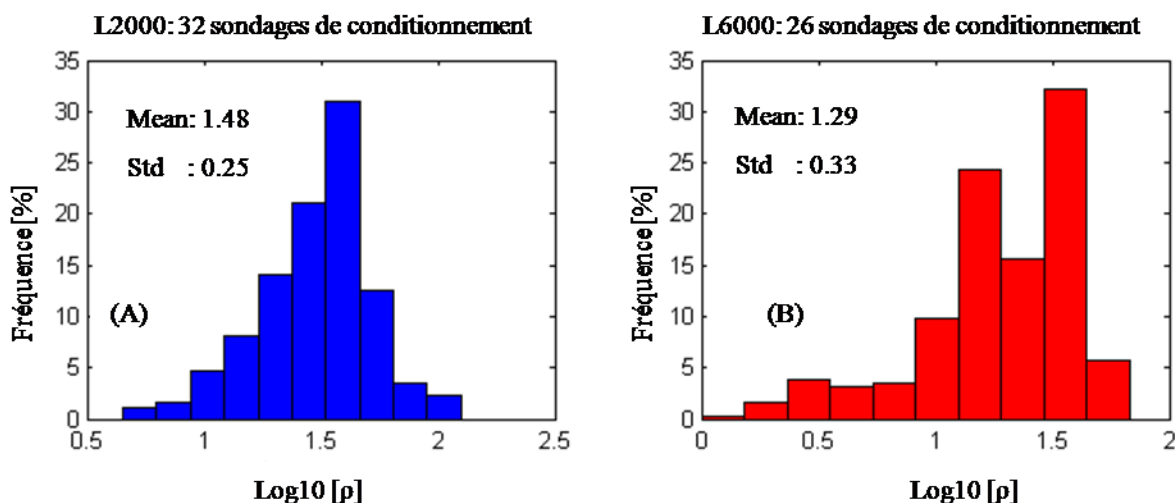 L2000: 32 sondages de conditionnement
35
30
25
20
15
10
5
0
Fréquence [%]
Mean: 1.48
Std : 0.25
(A)
0.5 1 1.5 2 2.5
Log10 [ρ]
L6000: 26 sondages de conditionnement
35
30
25
20
15
10
5
0
Fréquence [%]
Mean: 1.29
Std : 0.33
(B)
0 0.5 1 1.5 2
Log10 [ρ]